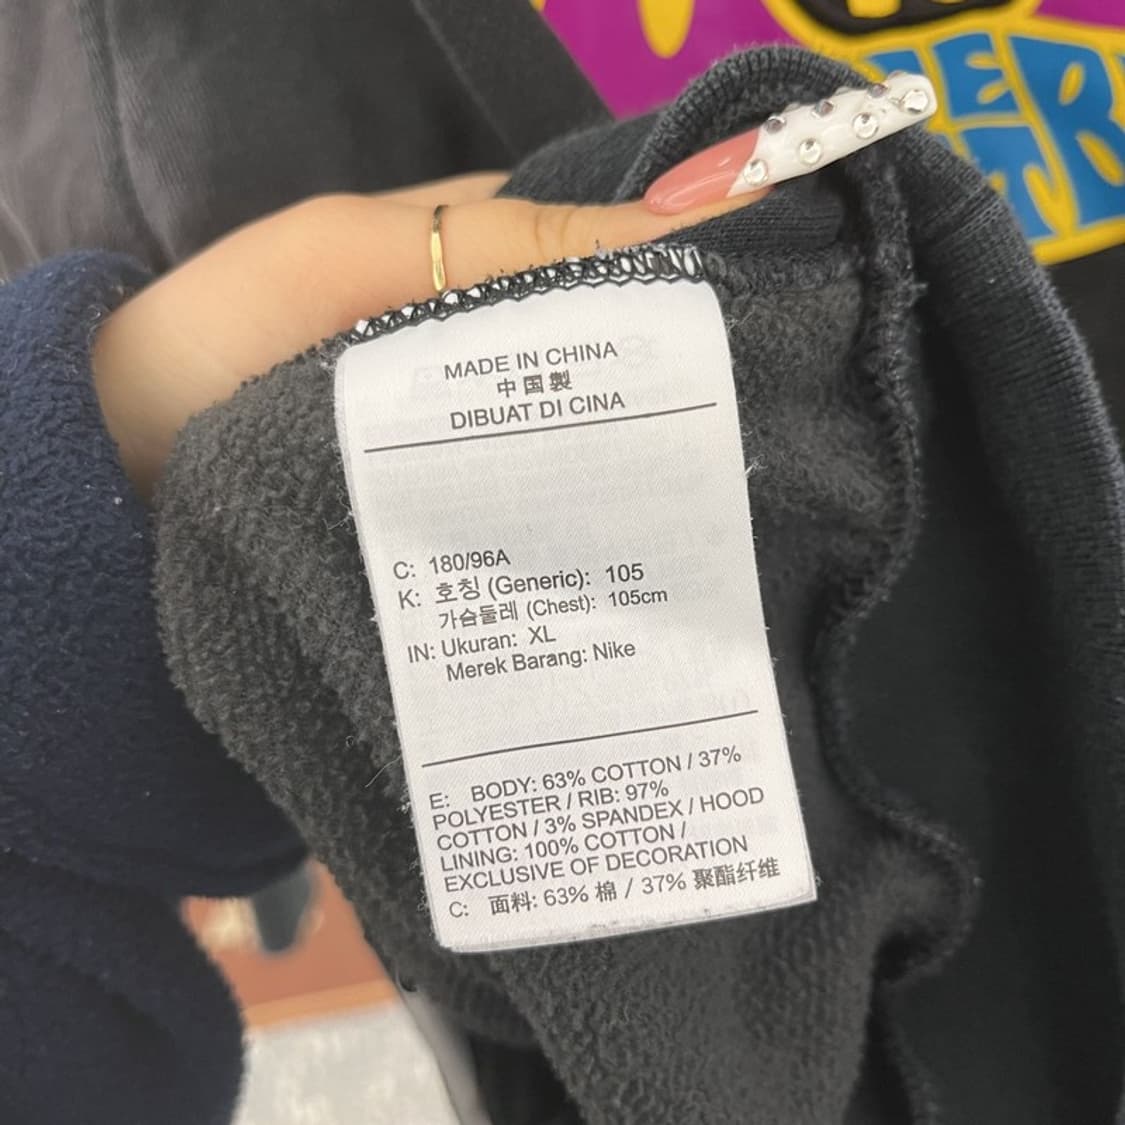 ER
MADE IN CHINA
中国製
DIBUAT DI CINA
C: 180/96A
K: 호칭 (Generic): 105
가슴둘레 (Chest): 105cm
IN: Ukuran: XL
Merek Barang: Nike
E: BODY: 63% COTTON / 37%
POLYESTER / RIB: 97%
COTTON / 3% SPANDEX / HOOD
LINING: 100% COTTON /
EXCLUSIVE OF DECORATION
C: 面料: 63% 棉 / 37% 聚酯纤维